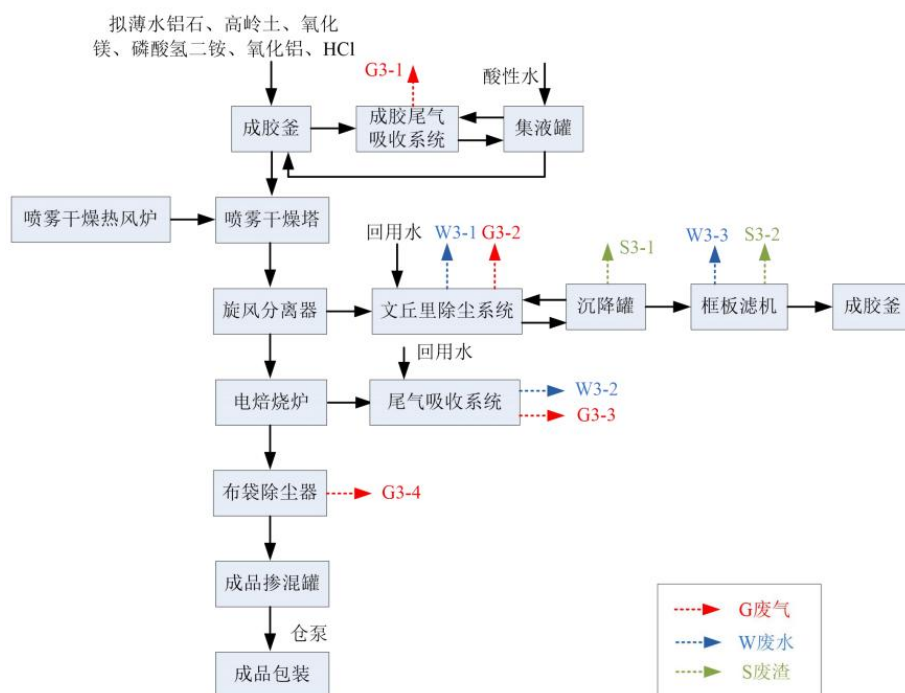 拟薄水铝石、高岭土、氧化
镁、磷酸氢二铵、氧化铝、HCl
G3-1
酸性水
成胶釜
成胶尾气
吸收系统
集液罐
喷雾干燥热风炉
喷雾干燥塔
回用水
W3-1
G3-2
S3-1
W3-3
S3-2
旋风分离器
文丘里除尘系统
沉降罐
框板滤机
成胶釜
回用水
电焙烧炉
尾气吸收系统
W3-2
G3-3
布袋除尘器
G3-4
成品掺混罐
仓泵
成品包装
G废气
W废水
S废渣